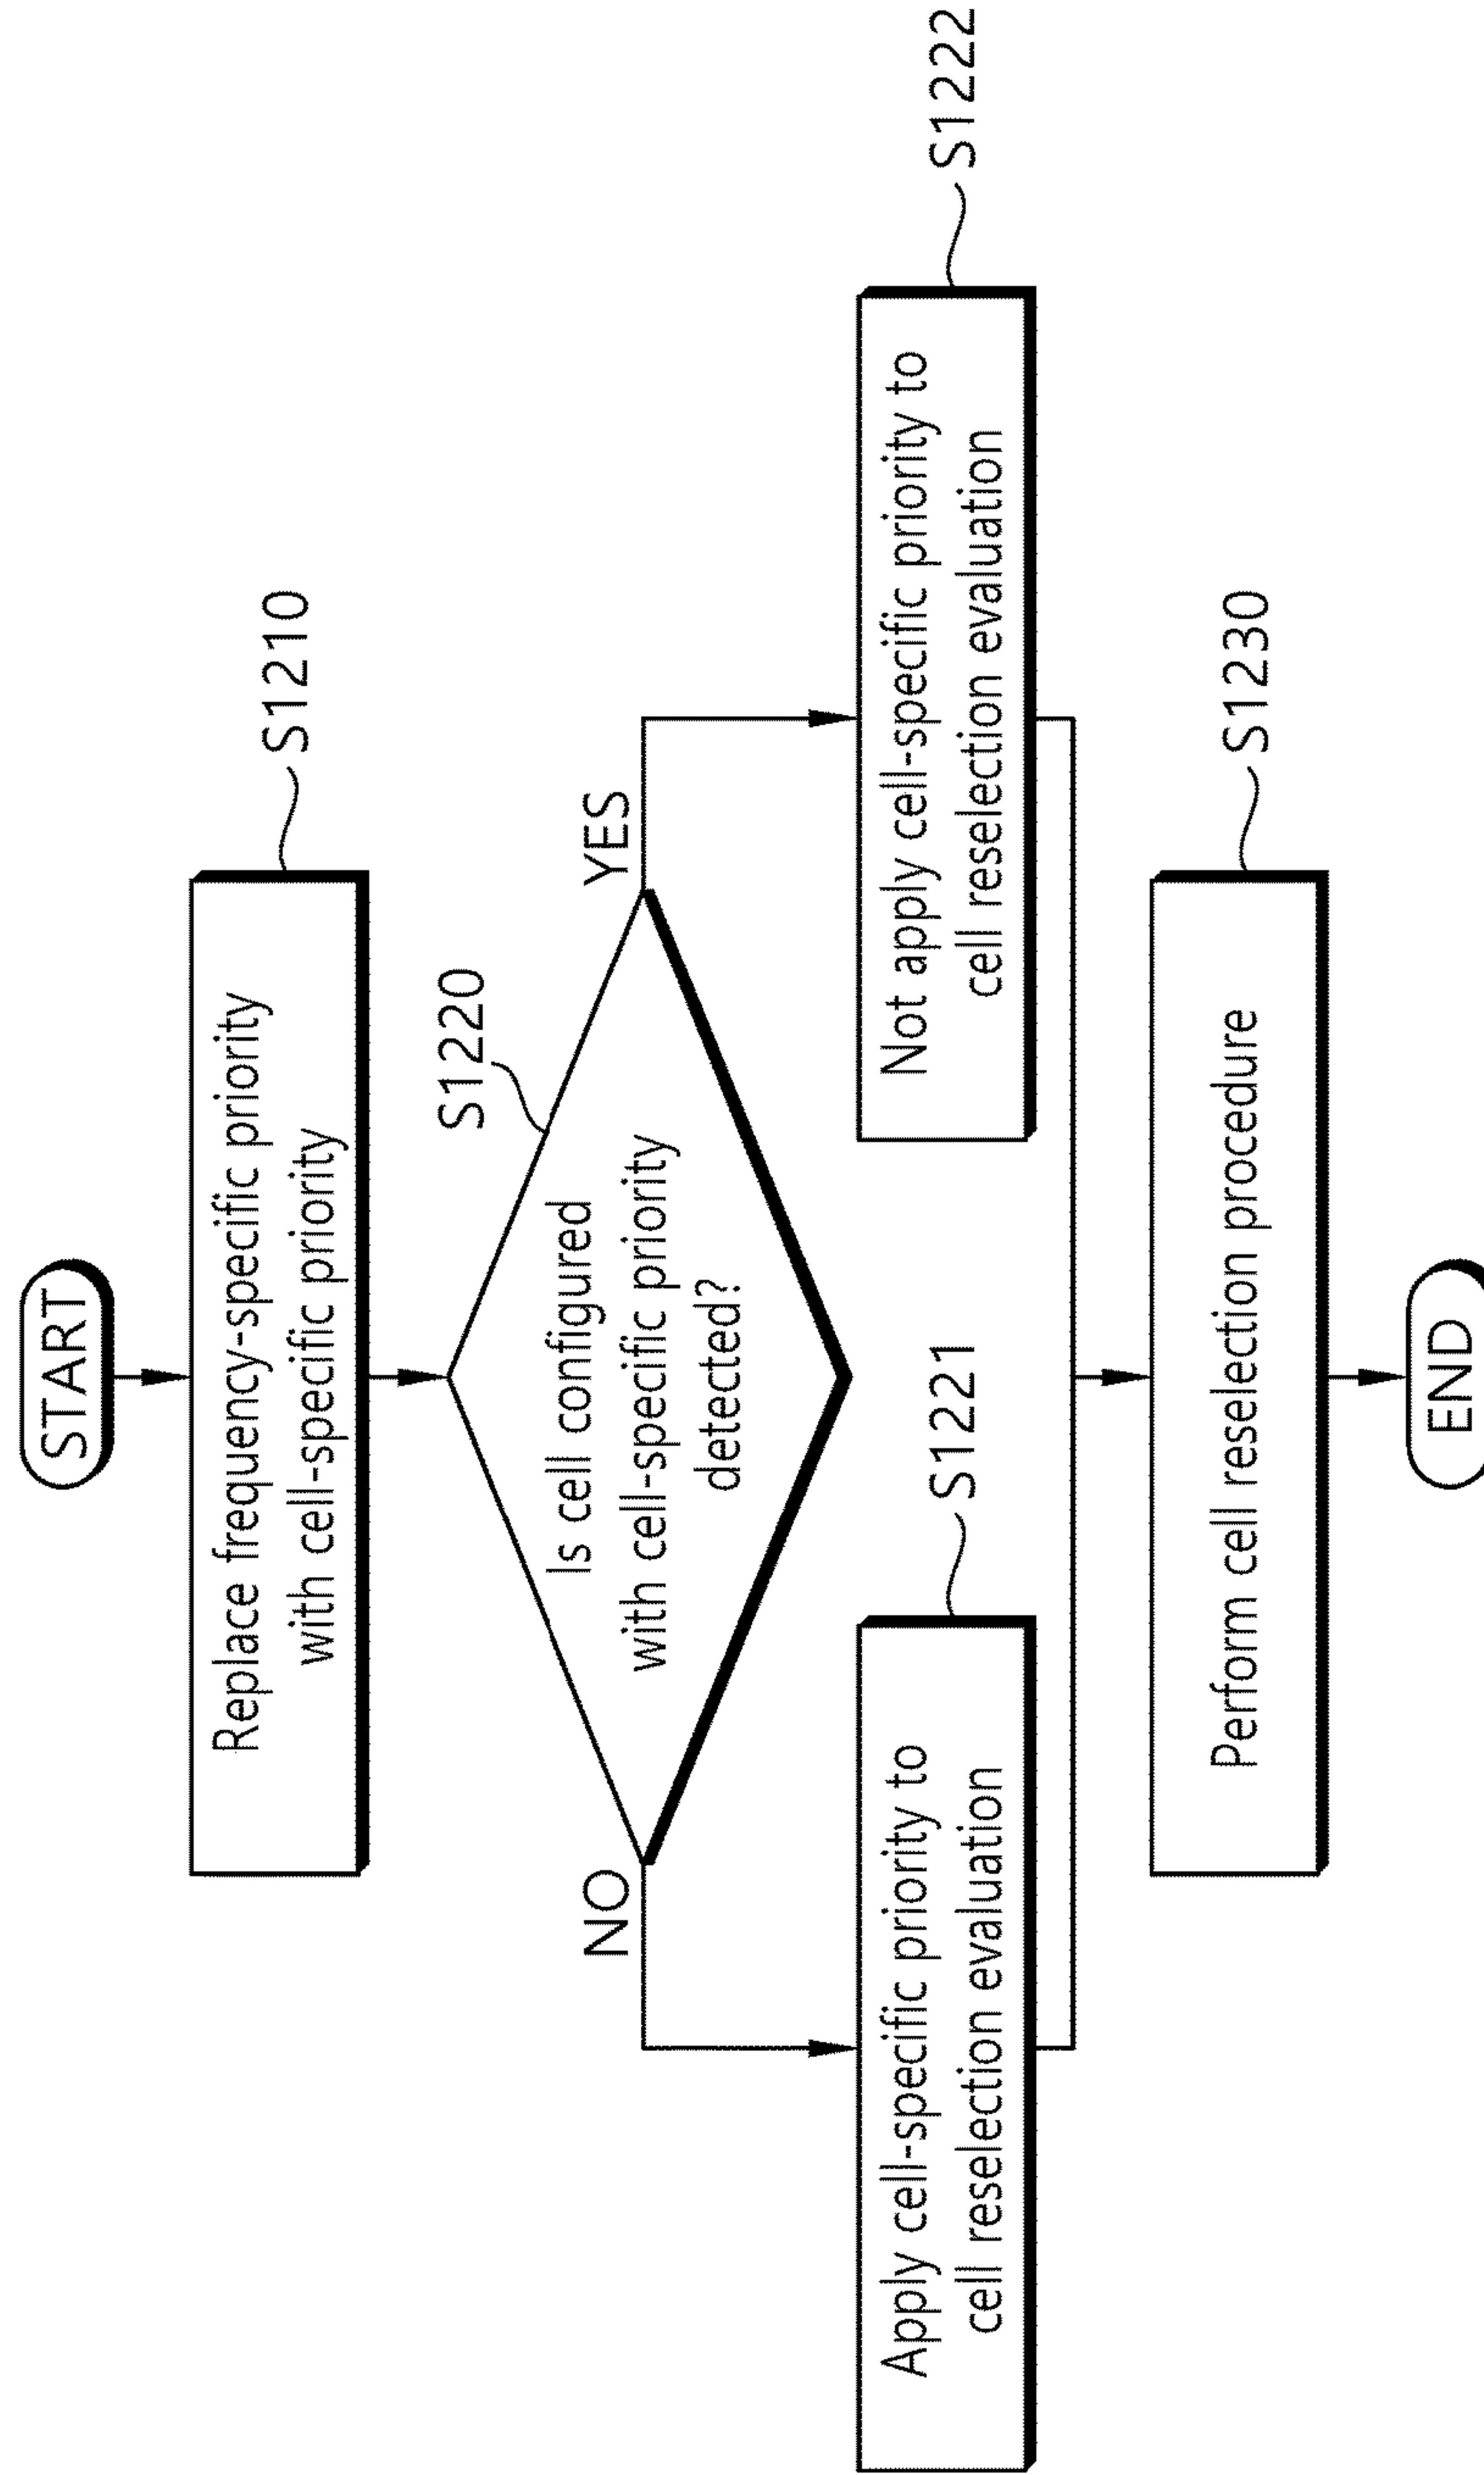 START
Replace frequency-specific priority
with cell-specific priority
S1210
S1220
Is cell configured
with cell-specific priority
detected?
NO
YES
Apply cell-specific priority to
cell reselection evaluation
S1221
Not apply cell-specific priority to
cell reselection evaluation
S1222
Perform cell reselection procedure
S1230
END